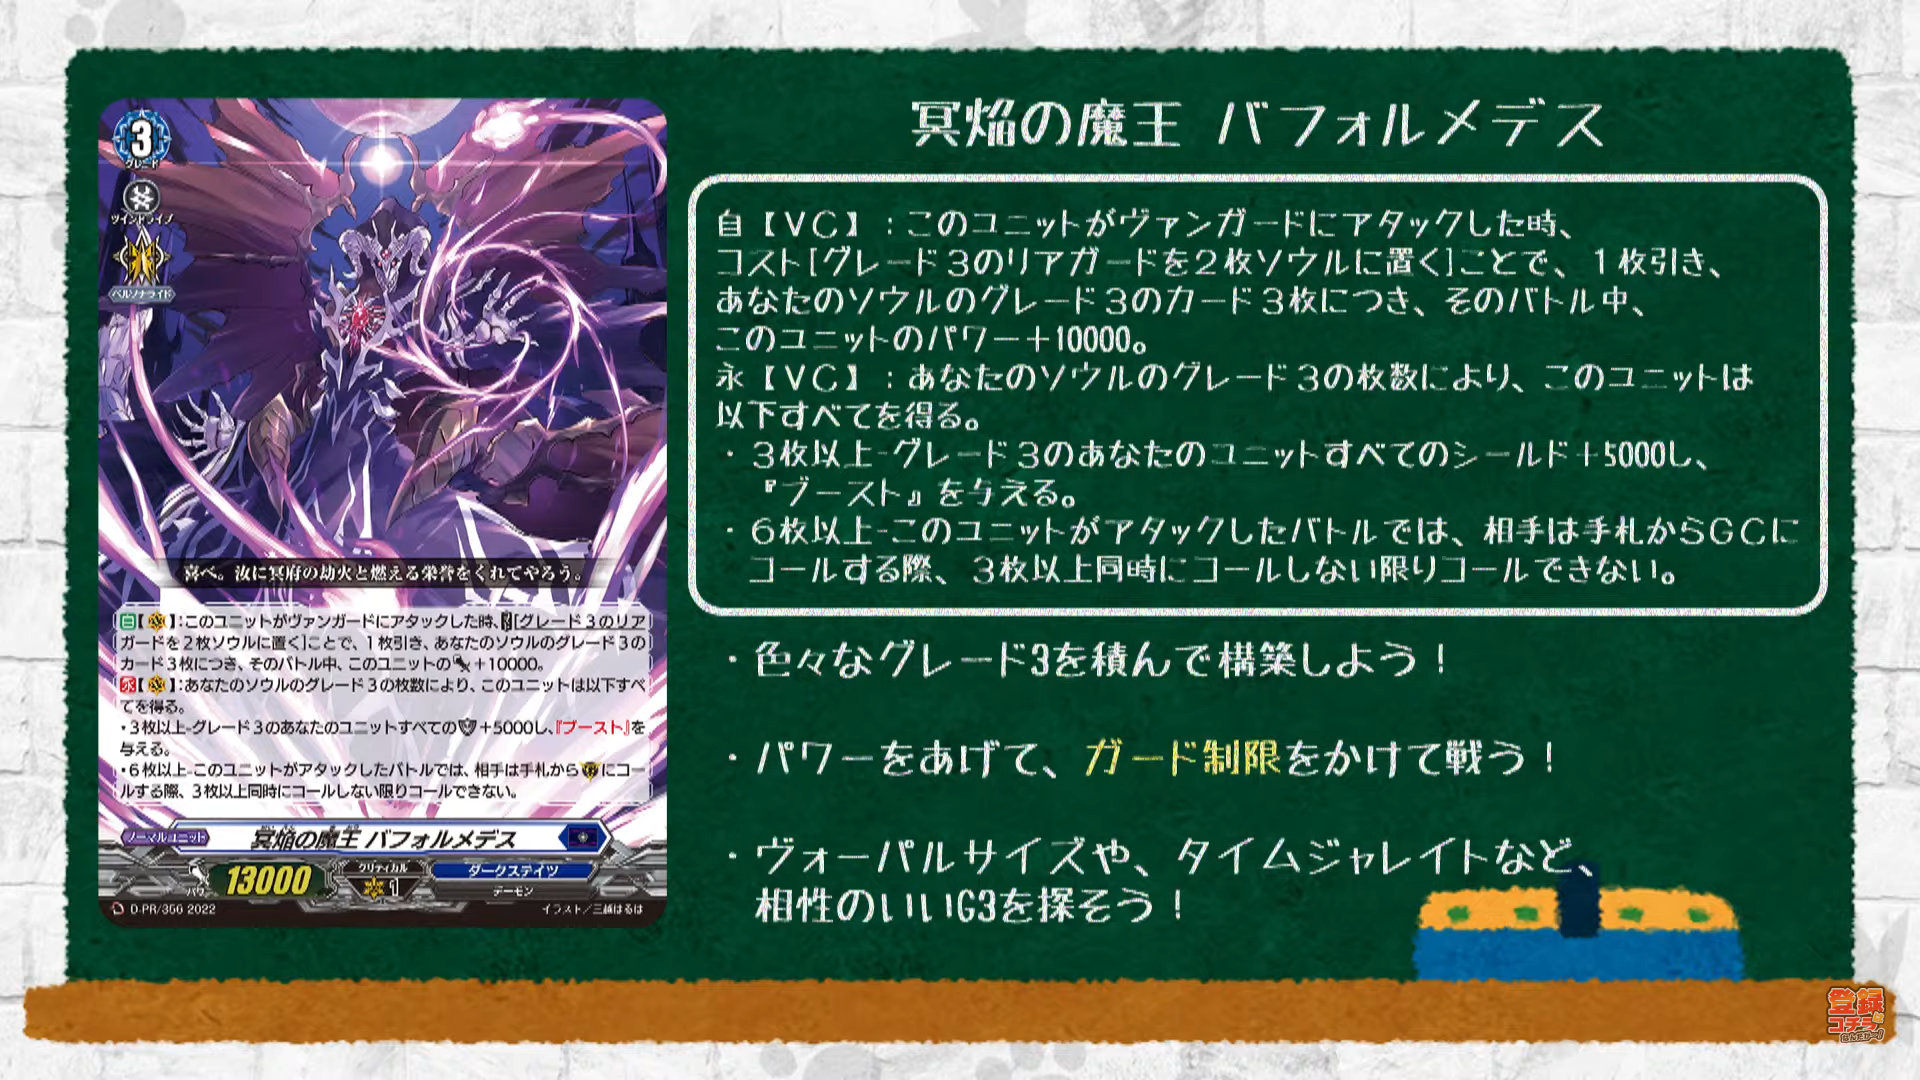 3
グレード
ツインドライブ
ペルソナライド
喜べ。汝に冥府の劫火と燃える栄誉をくれてやろう。
自【】:このユニットがヴァンガードにアタックした時、[グレード3のリア
ガードを2枚ソウルに置く]ことで、1枚引き、あなたのソウルのグレード3の
カード3枚につき、そのバトル中、このユニットの+10000。
永【】:あなたのソウルのグレード3の枚数により、このユニットは以下すべ
てを得る。
・3枚以上-グレード3のあなたのユニットすべての+5000し、『ブースト』を
与える。
・6枚以上-このユニットがアタックしたバトルでは、相手は手札からGにコー
ルする際、3枚以上同時にコールしない限りコールできない。
ノーマルユニット
冥焔の魔王 バフォルメデス
パワー 13000
クリティカル 1
ダークステイツ
デーモン
D-PR/356 2022
イラスト/三越はるは
冥焔の魔王 バフォルメデス
自【VC】:このユニットがヴァンガードにアタックした時、
コスト[グレード3のリアガードを2枚ソウルに置く]ことで、1枚引き、
あなたのソウルのグレード3のカード3枚につき、そのバトル中、
このユニットのパワー+10000。
永【VC】:あなたのソウルのグレード3の枚数により、このユニットは
以下すべてを得る。
・3枚以上-グレード3のあなたのユニットすべてのシールド+5000し、
『ブースト』を与える。
・6枚以上-このユニットがアタックしたバトルでは、相手は手札からGCに
コールする際、3枚以上同時にコールしない限りコールできない。
・色々なグレード3を積んで構築しよう!
・パワーをあげて、ガード制限をかけて戦う!
・ヴォーパルサイズや、タイムジャレイトなど、
相性のいいG3を探そう!
登録は
コチラ